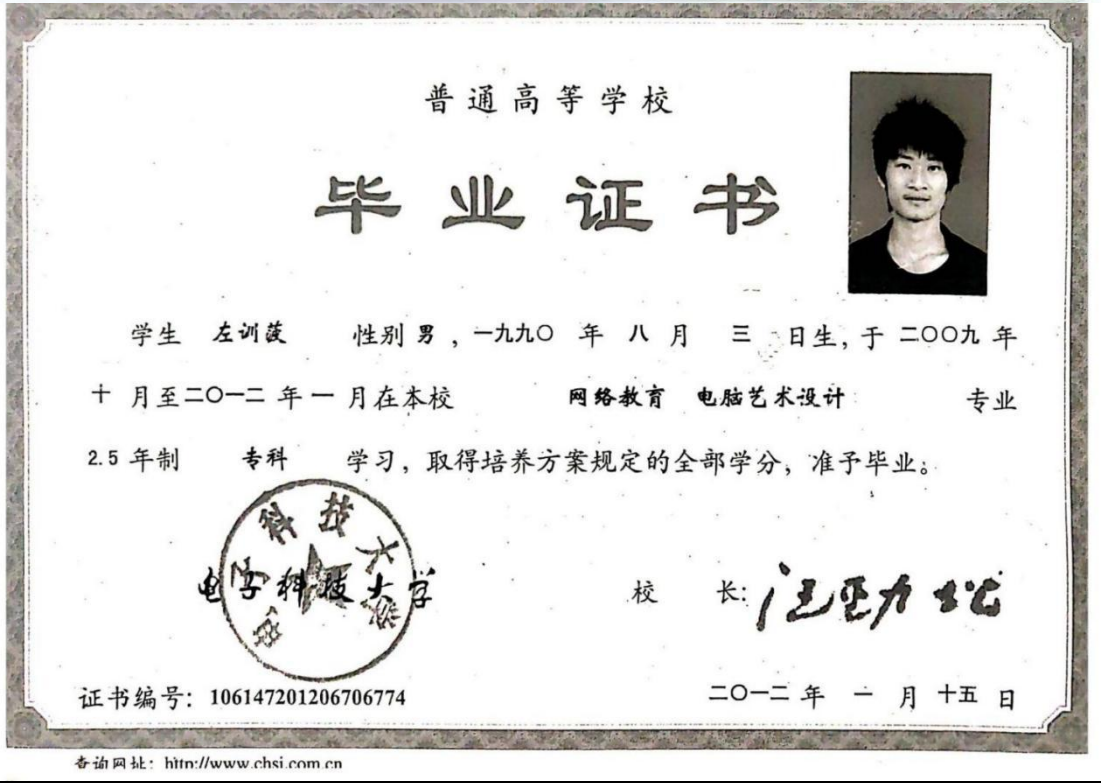 普通高等学校
毕业证书
学生 左训菠 性别 男 ，一九九〇 年 八 月 三 日生，于 二〇〇九 年
十 月至二〇一二 年 一 月在本校 网络教育 电脑艺术设计 专业
2.5 年制 专科 学习，取得培养方案规定的全部学分，准予毕业。
电子科技大学
校 长：汪劲松
证书编号：106147201206706774
二〇一二 年 一 月 十五 日
查询网址：http://www.chsi.com.cn